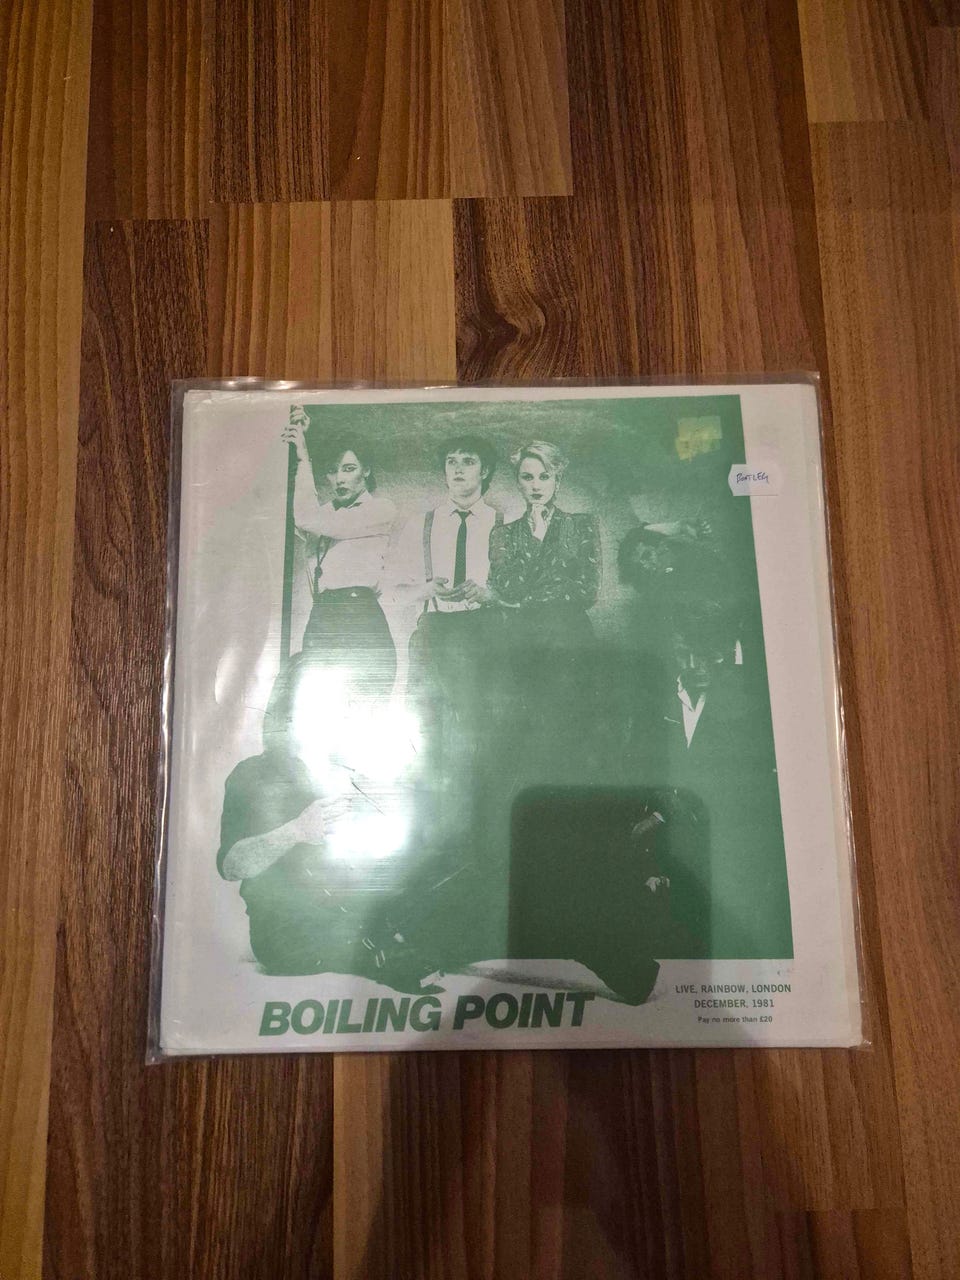 BOOTLEG
LIVE, RAINBOW, LONDON
DECEMBER, 1981
Pay no more than £20
BOILING POINT